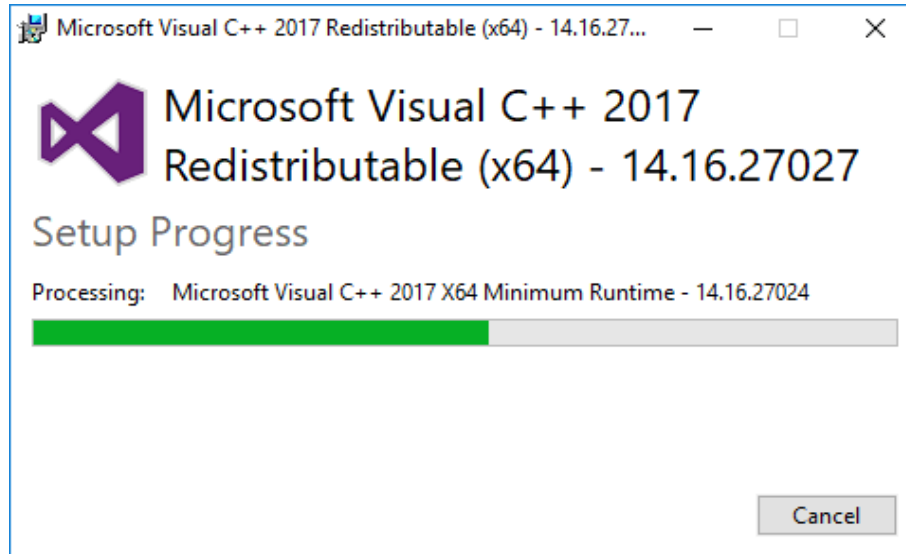 Microsoft Visual C++ 2017 Redistributable (x64) - 14.16.27...
Microsoft Visual C++ 2017
Redistributable (x64) - 14.16.27027
Setup Progress
Processing: Microsoft Visual C++ 2017 X64 Minimum Runtime - 14.16.27024
Cancel